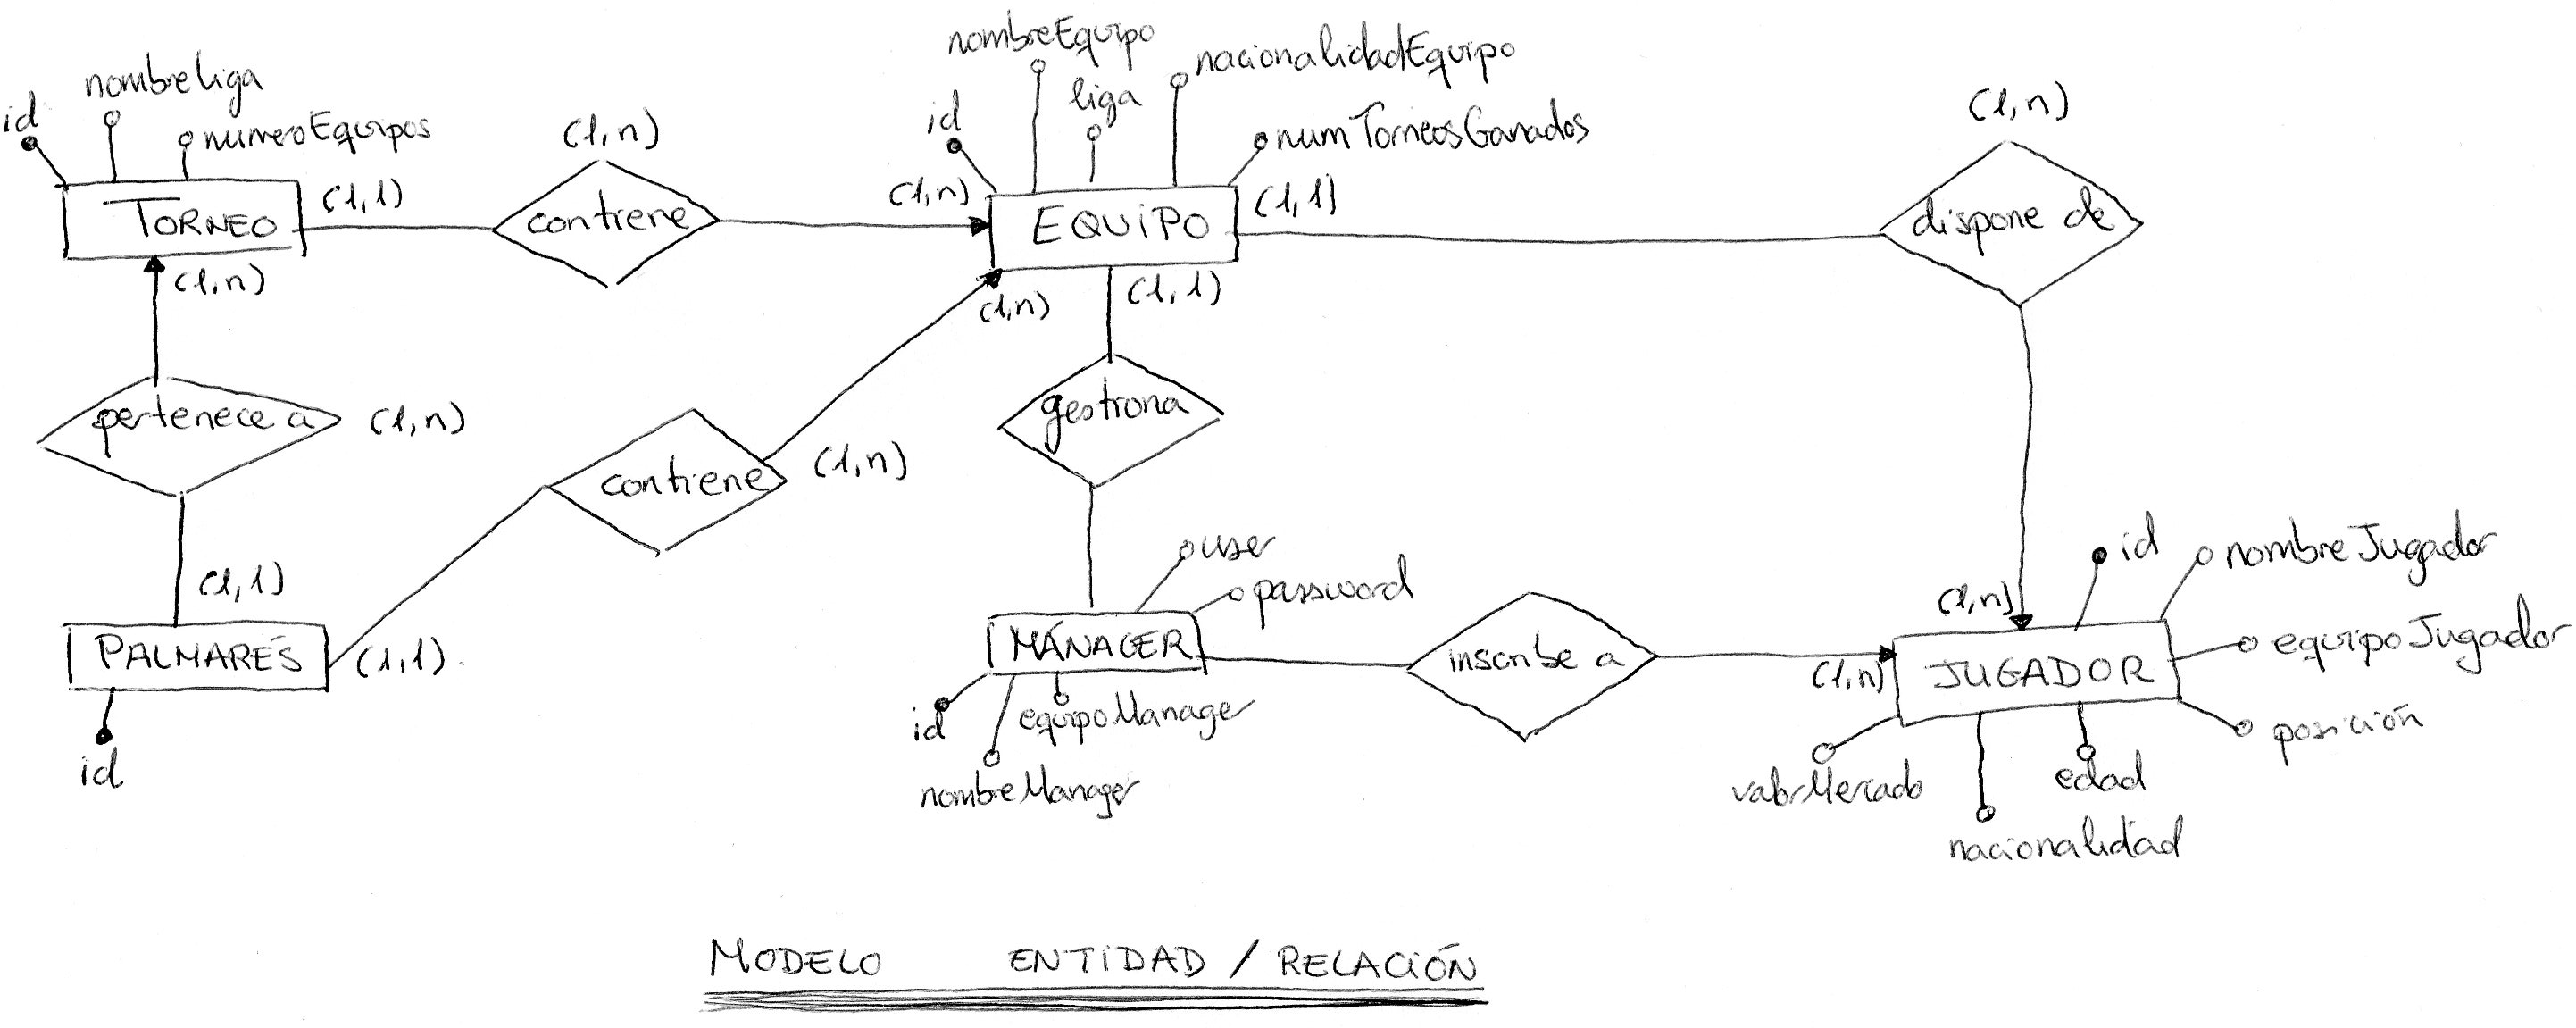 nombreEquipo
nacionalidadEquipo
nombreliga
liga
id
numeroEquipos
id
numTorneosGanados
(1,n)
(1,n)
TORNEO
(1,1)
contiene
(1,n)
EQUIPO
(1,1)
dispone de
(1,n)
(1,n)
(1,1)
pertenece a
(1,n)
contiene
(1,n)
gestiona
(1,1)
user
password
id
nombreJugador
(1,n)
equipoJugador
PALMARÉS
(1,1)
MÁNAGER
inscribe a
(1,n)
JUGADOR
posición
id
id
equipoManager
nombreManager
valorMercado
edad
nacionalidad
MODELO ENTIDAD / RELACIÓN